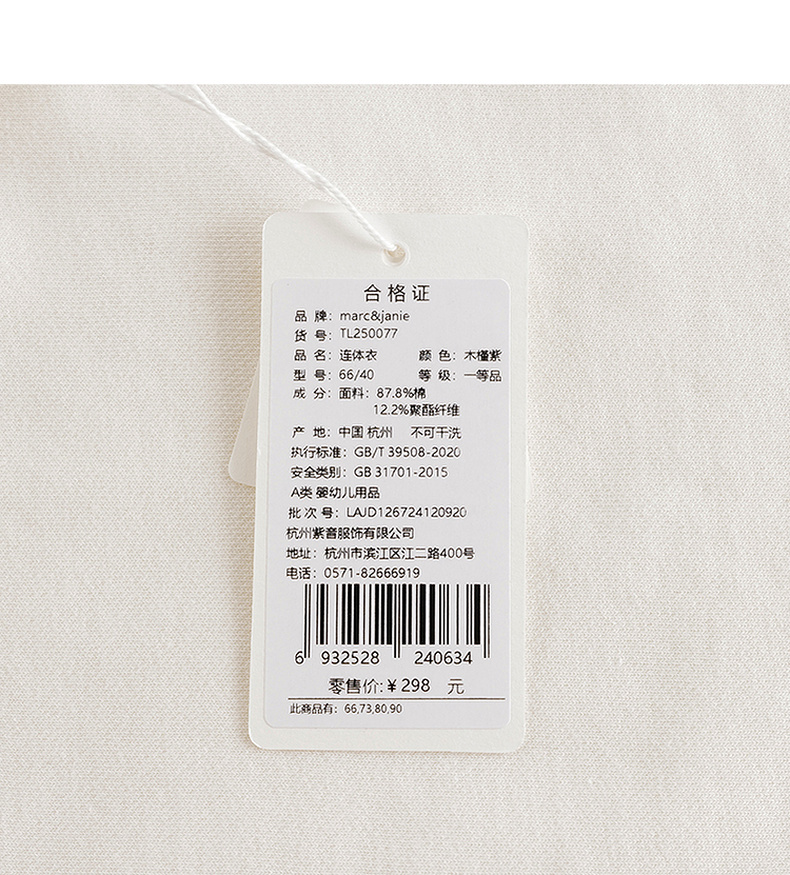 合格证
品 牌: marc&janie
货 号: TL250077
品 名: 连体衣 颜 色: 木槿紫
型 号: 66/40 等 级: 一等品
成 分: 面料: 87.8%棉
12.2%聚酯纤维
产 地: 中国 杭州 不可干洗
执行标准: GB/T 39508-2020
安全类别: GB 31701-2015
A类 婴幼儿用品
批 次 号: LAJD126724120920
杭州紫音服饰有限公司
地址: 杭州市滨江区江二路400号
电话: 0571-82666919
6 932528 240634
零售价:¥298 元
此商品有: 66,73,80,90